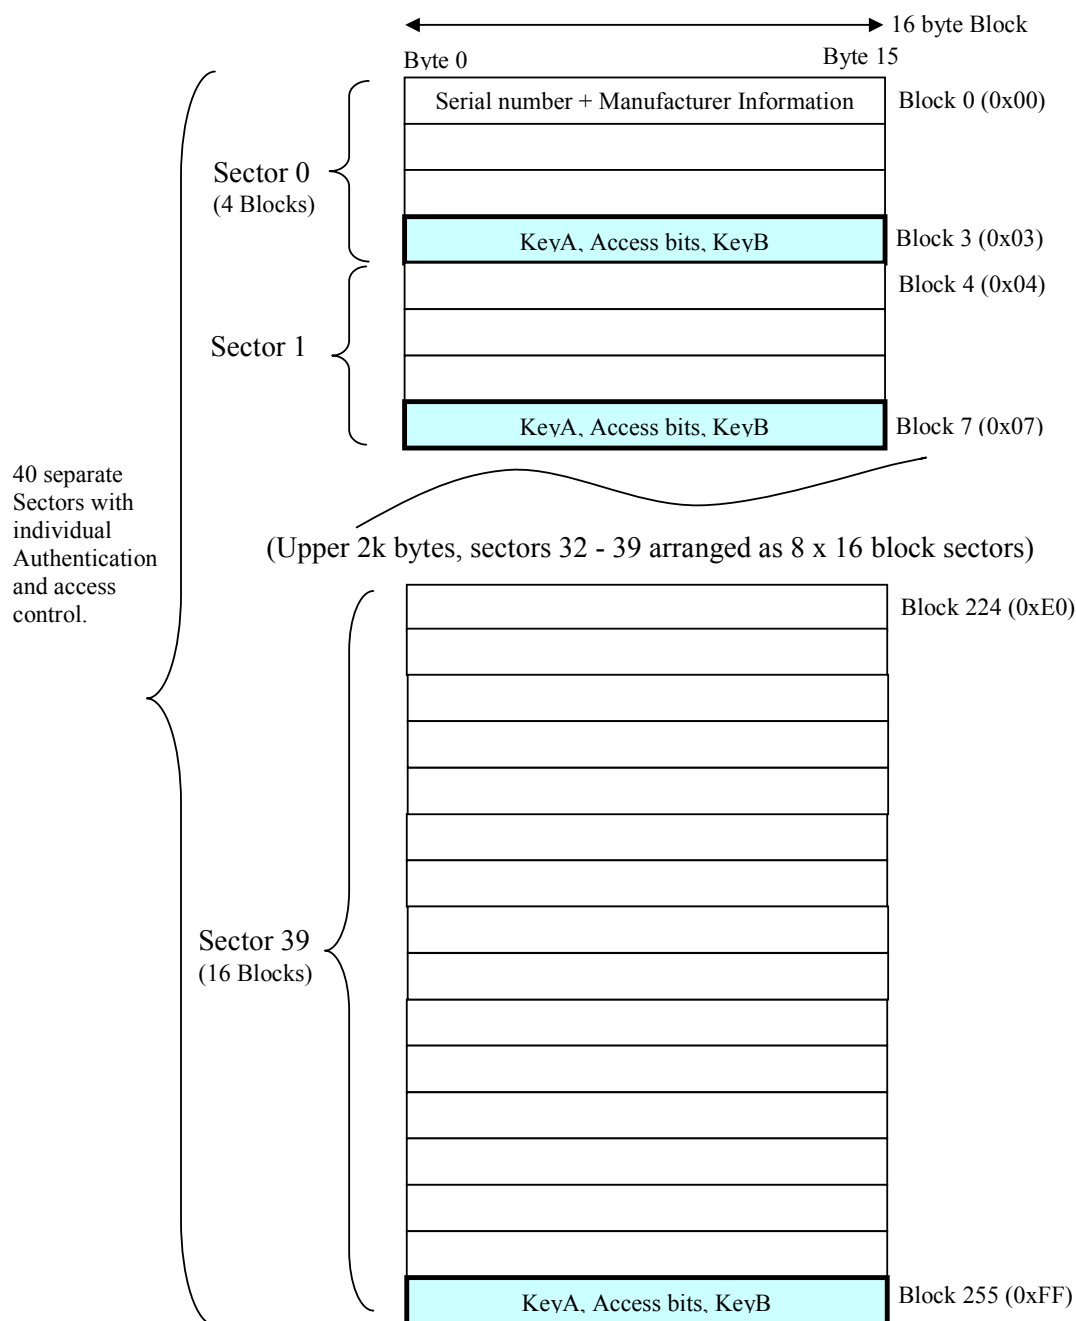 16 byte Block
Byte 0
Byte 15
Serial number + Manufacturer Information
Block 0 (0x00)
Sector 0
(4 Blocks)
KeyA, Access bits, KeyB
Block 3 (0x03)
Block 4 (0x04)
Sector 1
KeyA, Access bits, KeyB
Block 7 (0x07)
40 separate
Sectors with
individual
Authentication
and access
control.
(Upper 2k bytes, sectors 32 - 39 arranged as 8 x 16 block sectors)
Block 224 (0xE0)
Sector 39
(16 Blocks)
KeyA, Access bits, KeyB
Block 255 (0xFF)